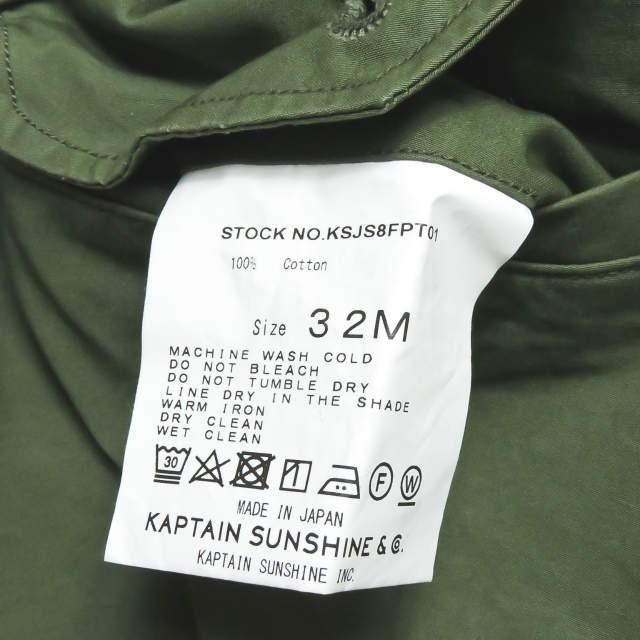 STOCK NO.KSJS8FPT01
100% Cotton
Size 32M
MACHINE WASH COLD
DO NOT BLEACH
DO NOT TUMBLE DRY
LINE DRY IN THE SHADE
WARM IRON
DRY CLEAN
WET CLEAN
30 F W
MADE IN JAPAN
KAPTAIN SUNSHINE & Co.
KAPTAIN SUNSHINE INC.